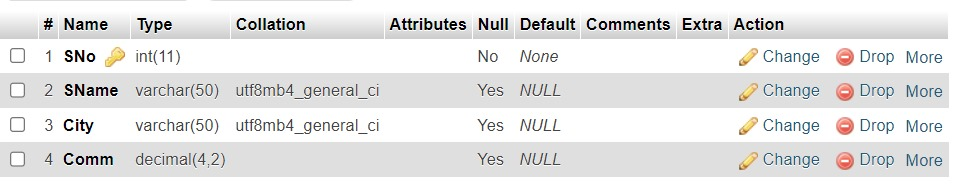 # Name Type Collation Attributes Null Default Comments Extra Action
1 SNo int(11) No None Change Drop More
2 SName varchar(50) utf8mb4_general_ci Yes NULL Change Drop More
3 City varchar(50) utf8mb4_general_ci Yes NULL Change Drop More
4 Comm decimal(4,2) Yes NULL Change Drop More